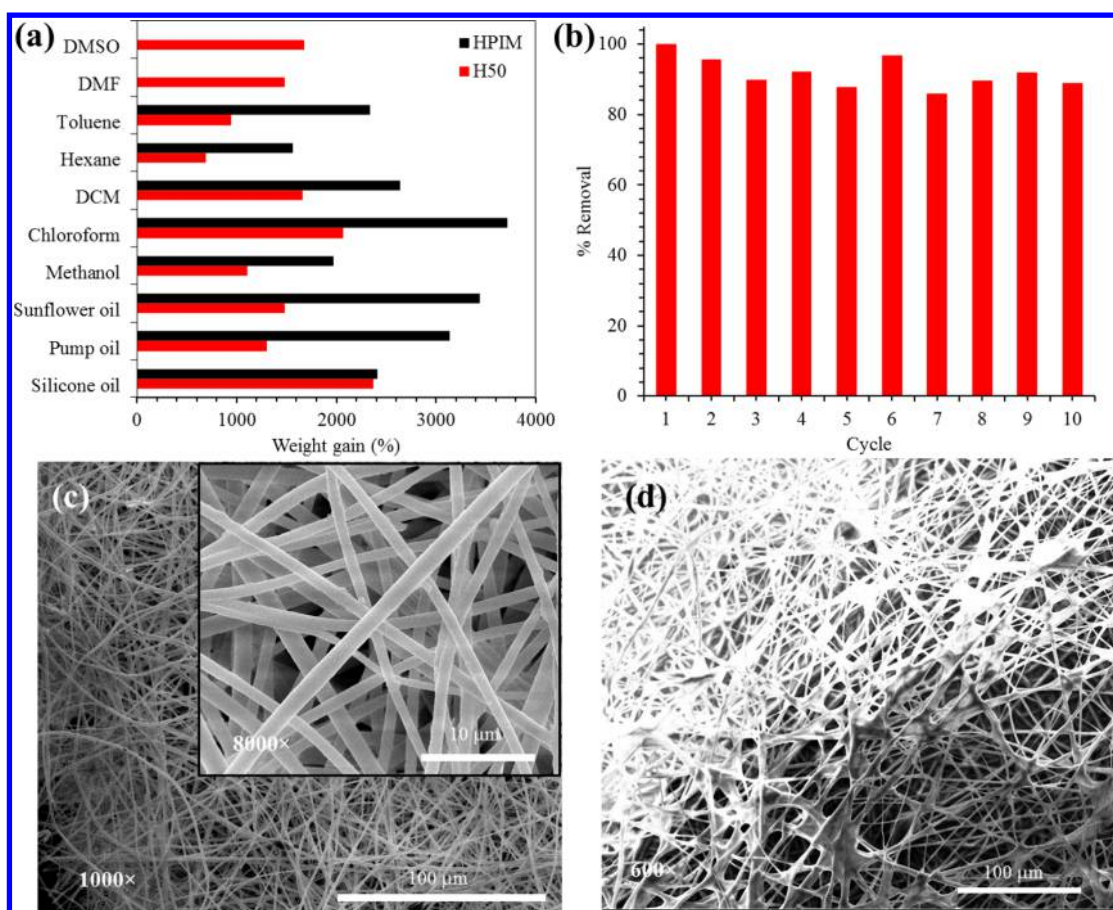 (a)
HPIM
H50
DMSO
DMF
Toluene
Hexane
DCM
Chloroform
Methanol
Sunflower oil
Pump oil
Silicone oil
0 1000 2000 3000 4000
Weight gain (%)
(b)
% Removal
100
80
60
40
20
0
1 2 3 4 5 6 7 8 9 10
Cycle
(c)
8000×
10 µm
1000×
100 µm
(d)
600×
100 µm